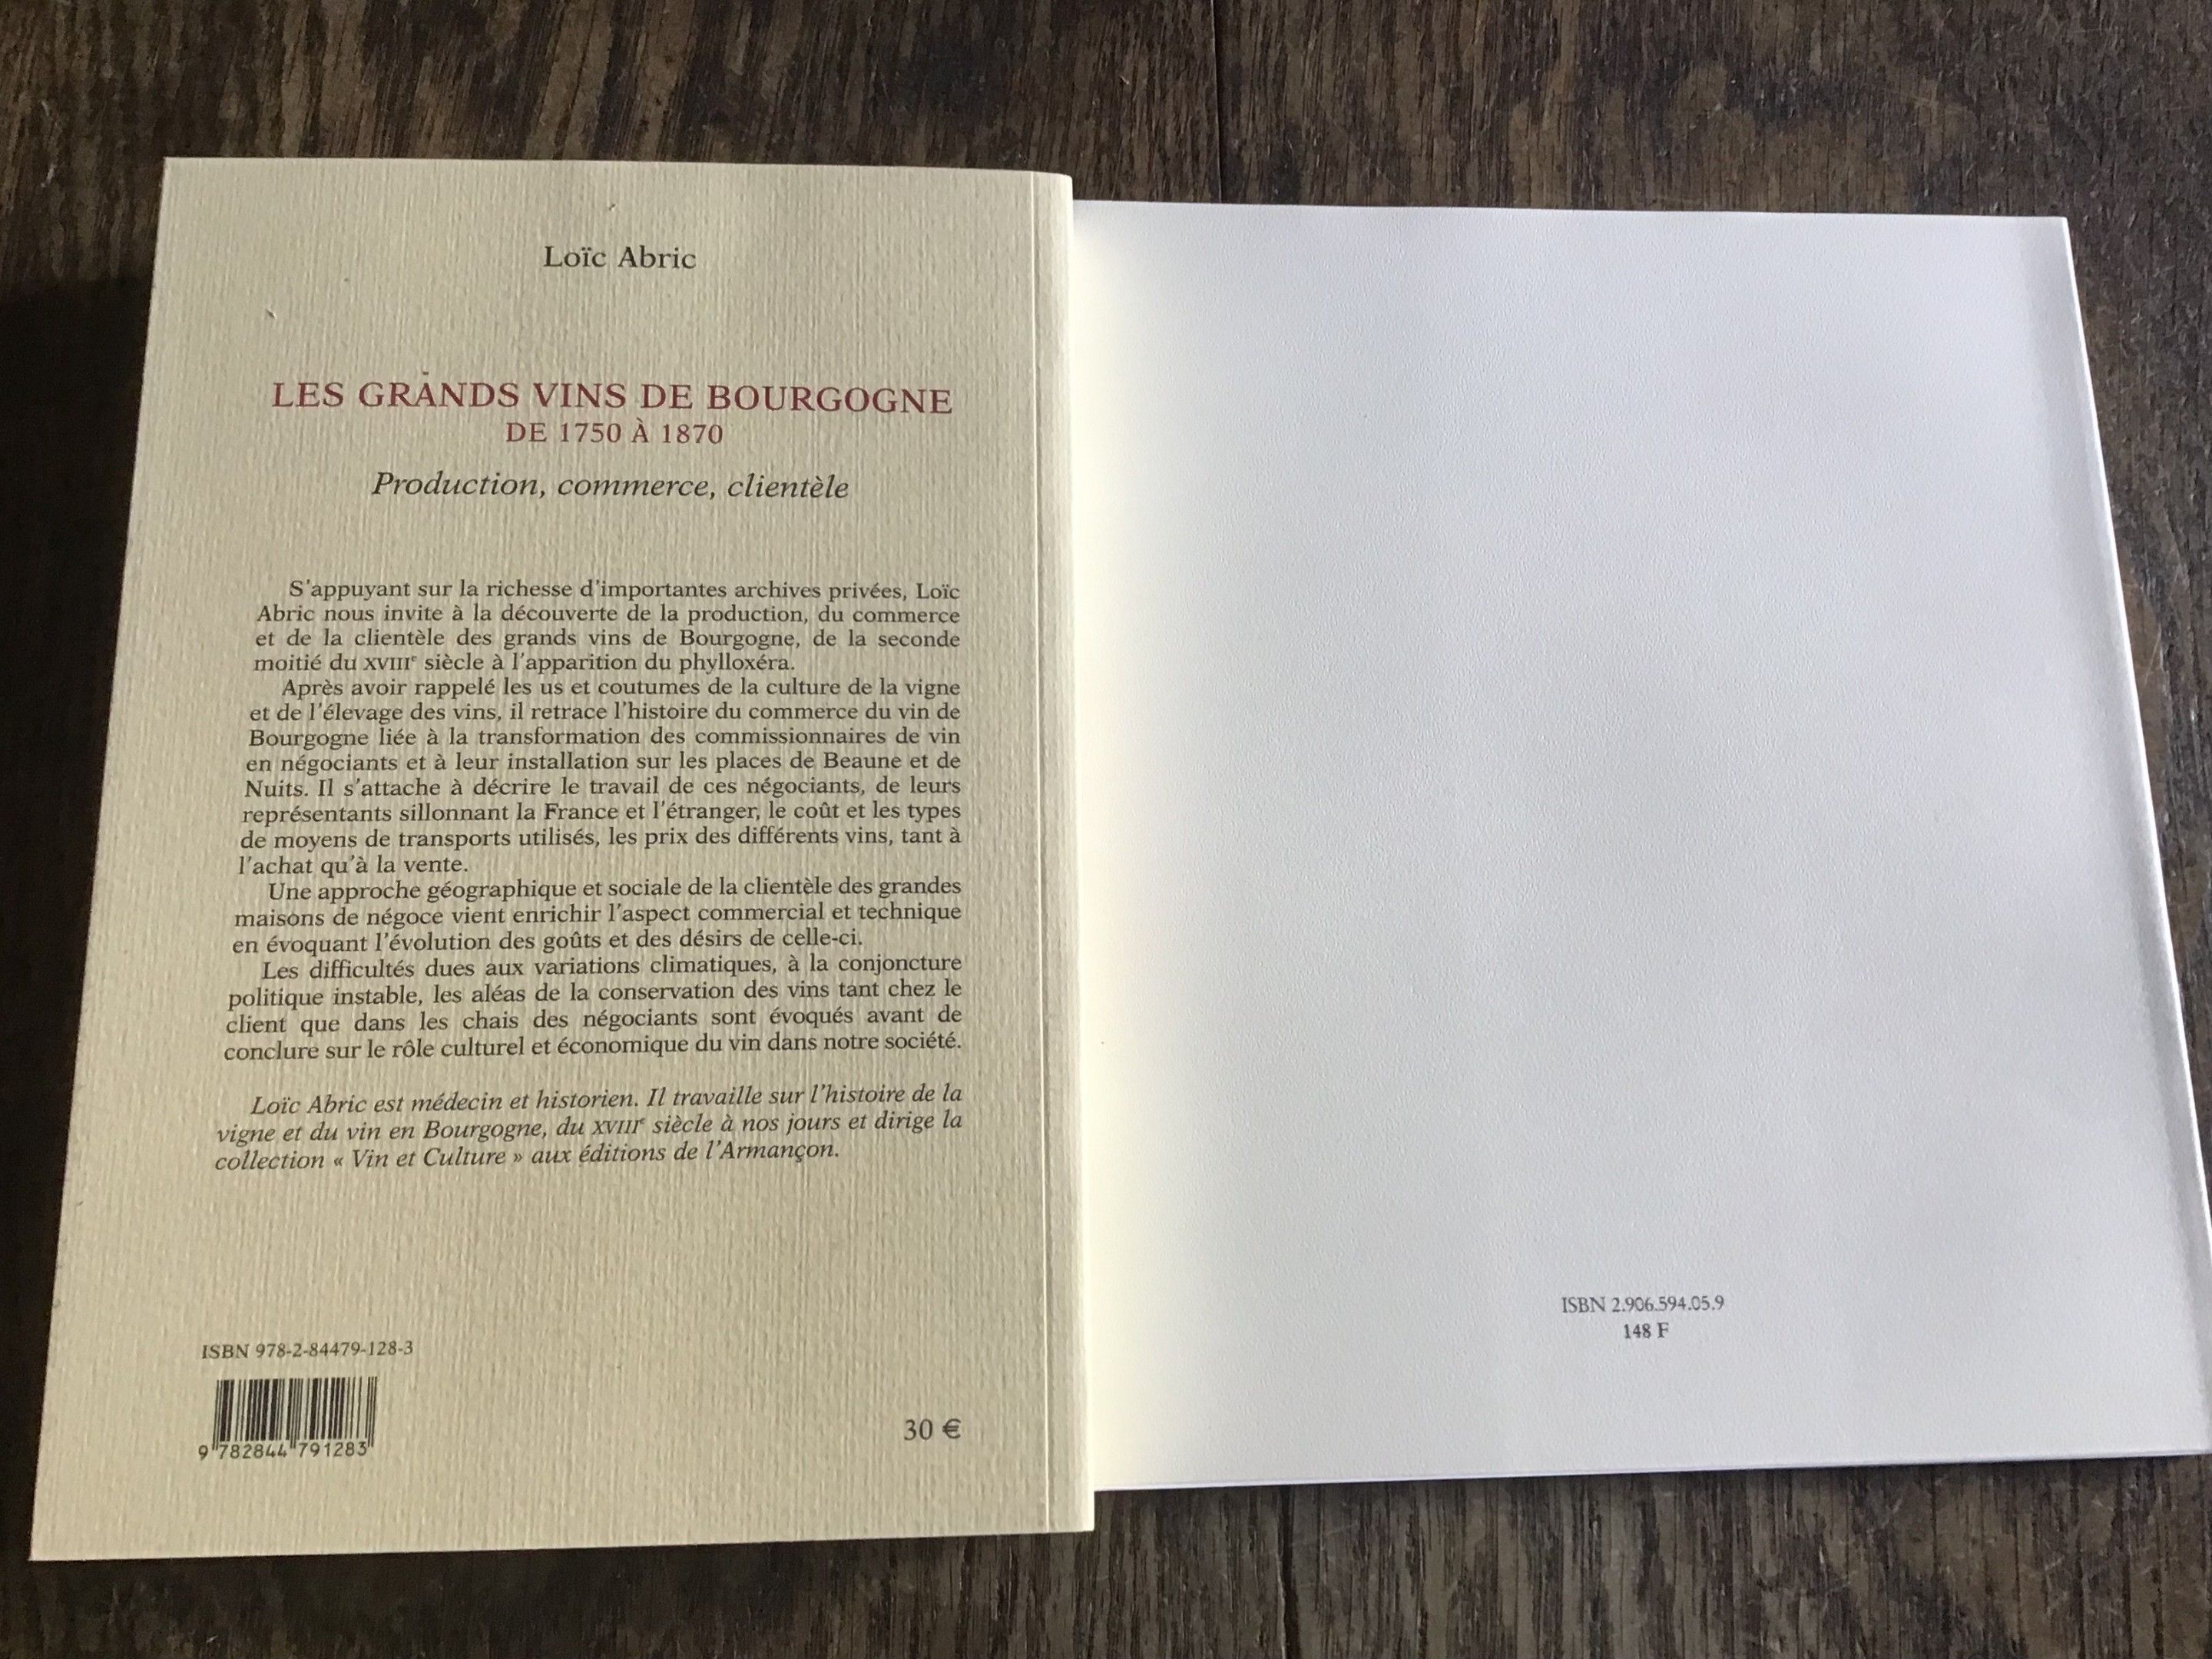 Loïc Abric
LES GRANDS VINS DE BOURGOGNE
DE 1750 À 1870
Production, commerce, clientèle
S'appuyant sur la richesse d'importantes archives privées, Loïc
Abric nous invite à la découverte de la production, du commerce
et de la clientèle des grands vins de Bourgogne, de la seconde
moitié du XVIIIe siècle à l'apparition du phylloxéra.
Après avoir rappelé les us et coutumes de la culture de la vigne
et de l'élevage des vins, il retrace l'histoire du commerce du vin de
Bourgogne liée à la transformation des commissionnaires de vin
en négociants et à leur installation sur les places de Beaune et de
Nuits. Il s'attache à décrire le travail de ces négociants, de leurs
représentants sillonnant la France et l'étranger, le coût et les types
de moyens de transports utilisés, les prix des différents vins, tant à
l'achat qu'à la vente.
Une approche géographique et sociale de la clientèle des grandes
maisons de négoce vient enrichir l'aspect commercial et technique
en évoquant l'évolution des goûts et des désirs de celle-ci.
Les difficultés dues aux variations climatiques, à la conjoncture
politique instable, les aléas de la conservation des vins tant chez le
client que dans les chais des négociants sont évoqués avant de
conclure sur le rôle culturel et économique du vin dans notre société.
Loïc Abric est médecin et historien. Il travaille sur l'histoire de la
vigne et du vin en Bourgogne, du XVIIIe siècle à nos jours et dirige la
collection « Vin et Culture » aux éditions de l'Armançon.
ISBN 978-2-84479-128-3
9 782844 791283
30 €
ISBN 2.906.594.05.9
148 F